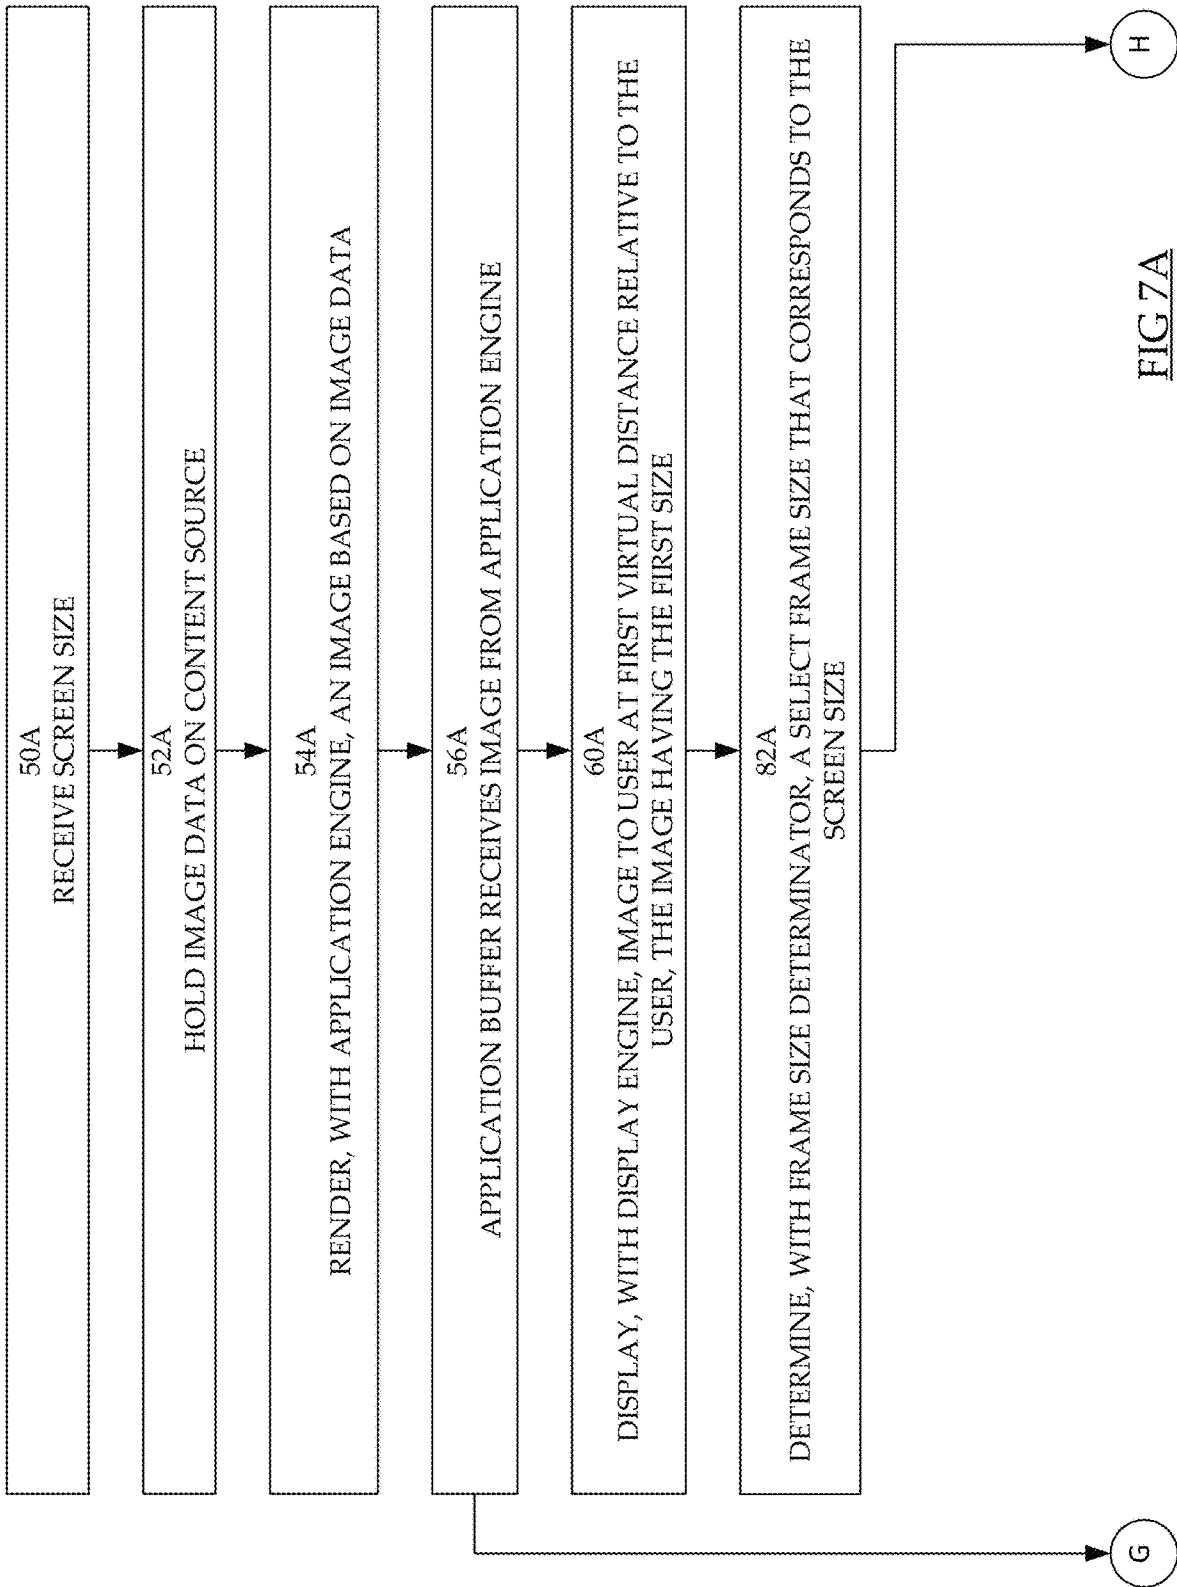 50A
RECEIVE SCREEN SIZE
52A
HOLD IMAGE DATA ON CONTENT SOURCE
54A
RENDER, WITH APPLICATION ENGINE, AN IMAGE BASED ON IMAGE DATA
56A
APPLICATION BUFFER RECEIVES IMAGE FROM APPLICATION ENGINE
60A
DISPLAY, WITH DISPLAY ENGINE, IMAGE TO USER AT FIRST VIRTUAL DISTANCE RELATIVE TO THE
USER, THE IMAGE HAVING THE FIRST SIZE
82A
DETERMINE, WITH FRAME SIZE DETERMINATOR, A SELECT FRAME SIZE THAT CORRESPONDS TO THE
SCREEN SIZE
G
H
FIG 7A